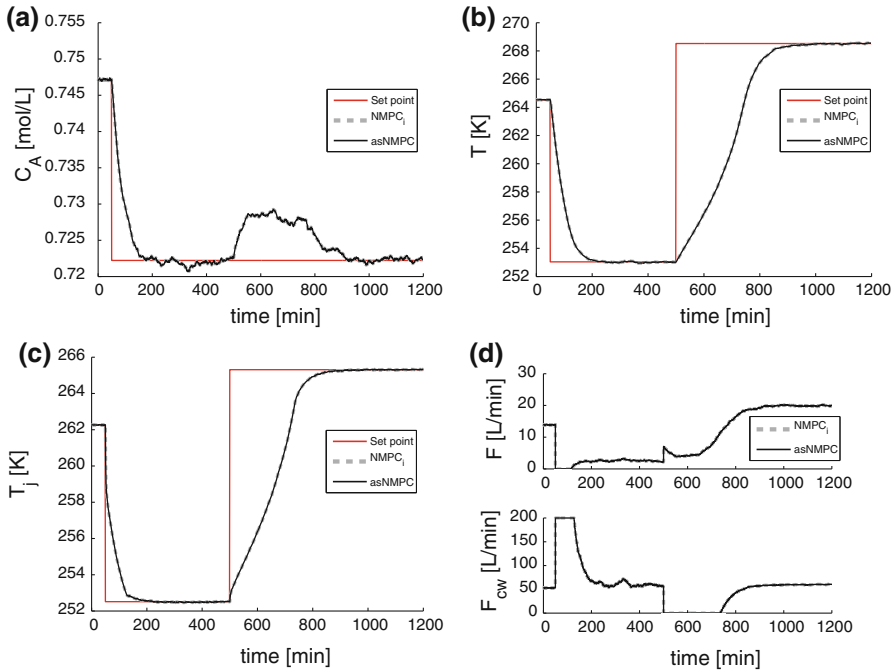 (a)
0.755
0.75
0.745
0.74
0.735
0.73
0.725
0.72
C_A [mol/L]
0 200 400 600 800 1000 1200
time [min]
Set point
NMPC_i
asNMPC
(b)
270
268
266
264
262
260
258
256
254
252
T [K]
0 200 400 600 800 1000 1200
time [min]
Set point
NMPC_i
asNMPC
(c)
266
264
262
260
258
256
254
252
T_j [K]
0 200 400 600 800 1000 1200
time [min]
Set point
NMPC_i
asNMPC
(d)
30
20
10
0
F [L/min]
0 200 400 600 800 1000 1200
NMPC_i
asNMPC
200
150
100
50
0
F_cw [L/min]
0 200 400 600 800 1000 1200
time [min]